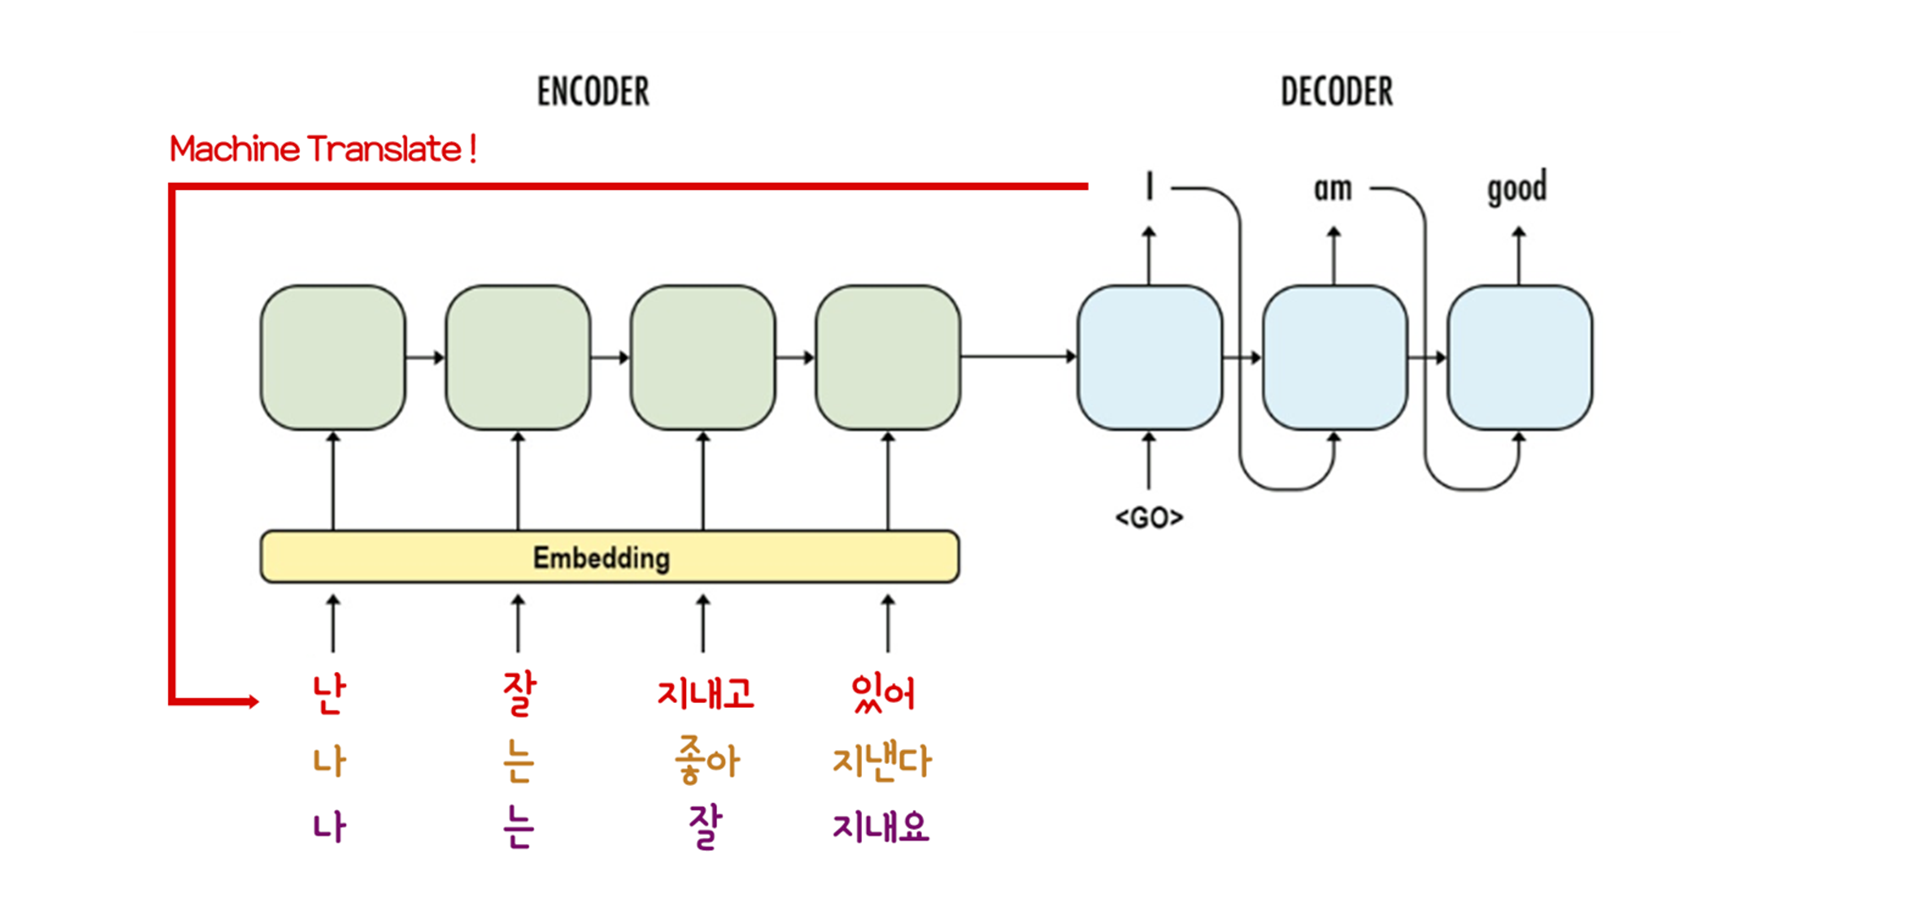 ENCODER DECODER
Machine Translate !
I am good
<GO>
Embedding
난 잘 지내고 있어
나 는 좋아 지낸다
나 는 잘 지내요